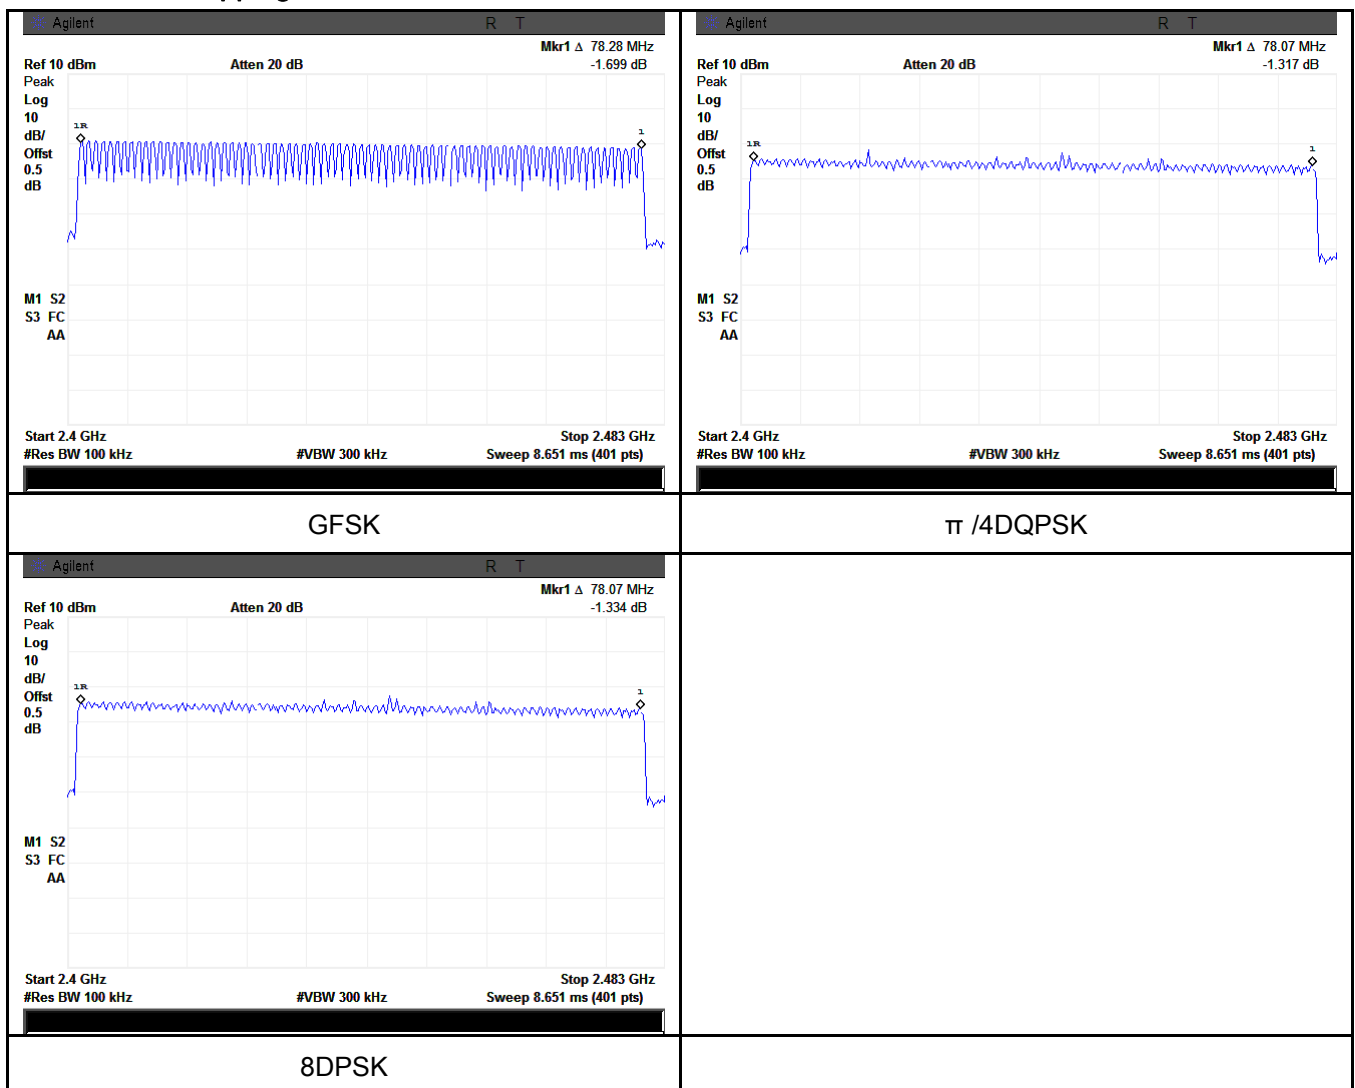 Agilent R T
Mkr1 Δ 78.28 MHz
Ref 10 dBm Atten 20 dB -1.699 dB
Peak
Log
10
dB/
Offst
0.5
dB
1R
1
M1 S2
S3 FC
AA
Start 2.4 GHz Stop 2.483 GHz
#Res BW 100 kHz #VBW 300 kHz Sweep 8.651 ms (401 pts)
GFSK
Agilent R T
Mkr1 Δ 78.07 MHz
Ref 10 dBm Atten 20 dB -1.317 dB
Peak
Log
10
dB/
Offst
0.5
dB
1R
1
M1 S2
S3 FC
AA
Start 2.4 GHz Stop 2.483 GHz
#Res BW 100 kHz #VBW 300 kHz Sweep 8.651 ms (401 pts)
π /4DQPSK
Agilent R T
Mkr1 Δ 78.07 MHz
Ref 10 dBm Atten 20 dB -1.334 dB
Peak
Log
10
dB/
Offst
0.5
dB
1R
1
M1 S2
S3 FC
AA
Start 2.4 GHz Stop 2.483 GHz
#Res BW 100 kHz #VBW 300 kHz Sweep 8.651 ms (401 pts)
8DPSK